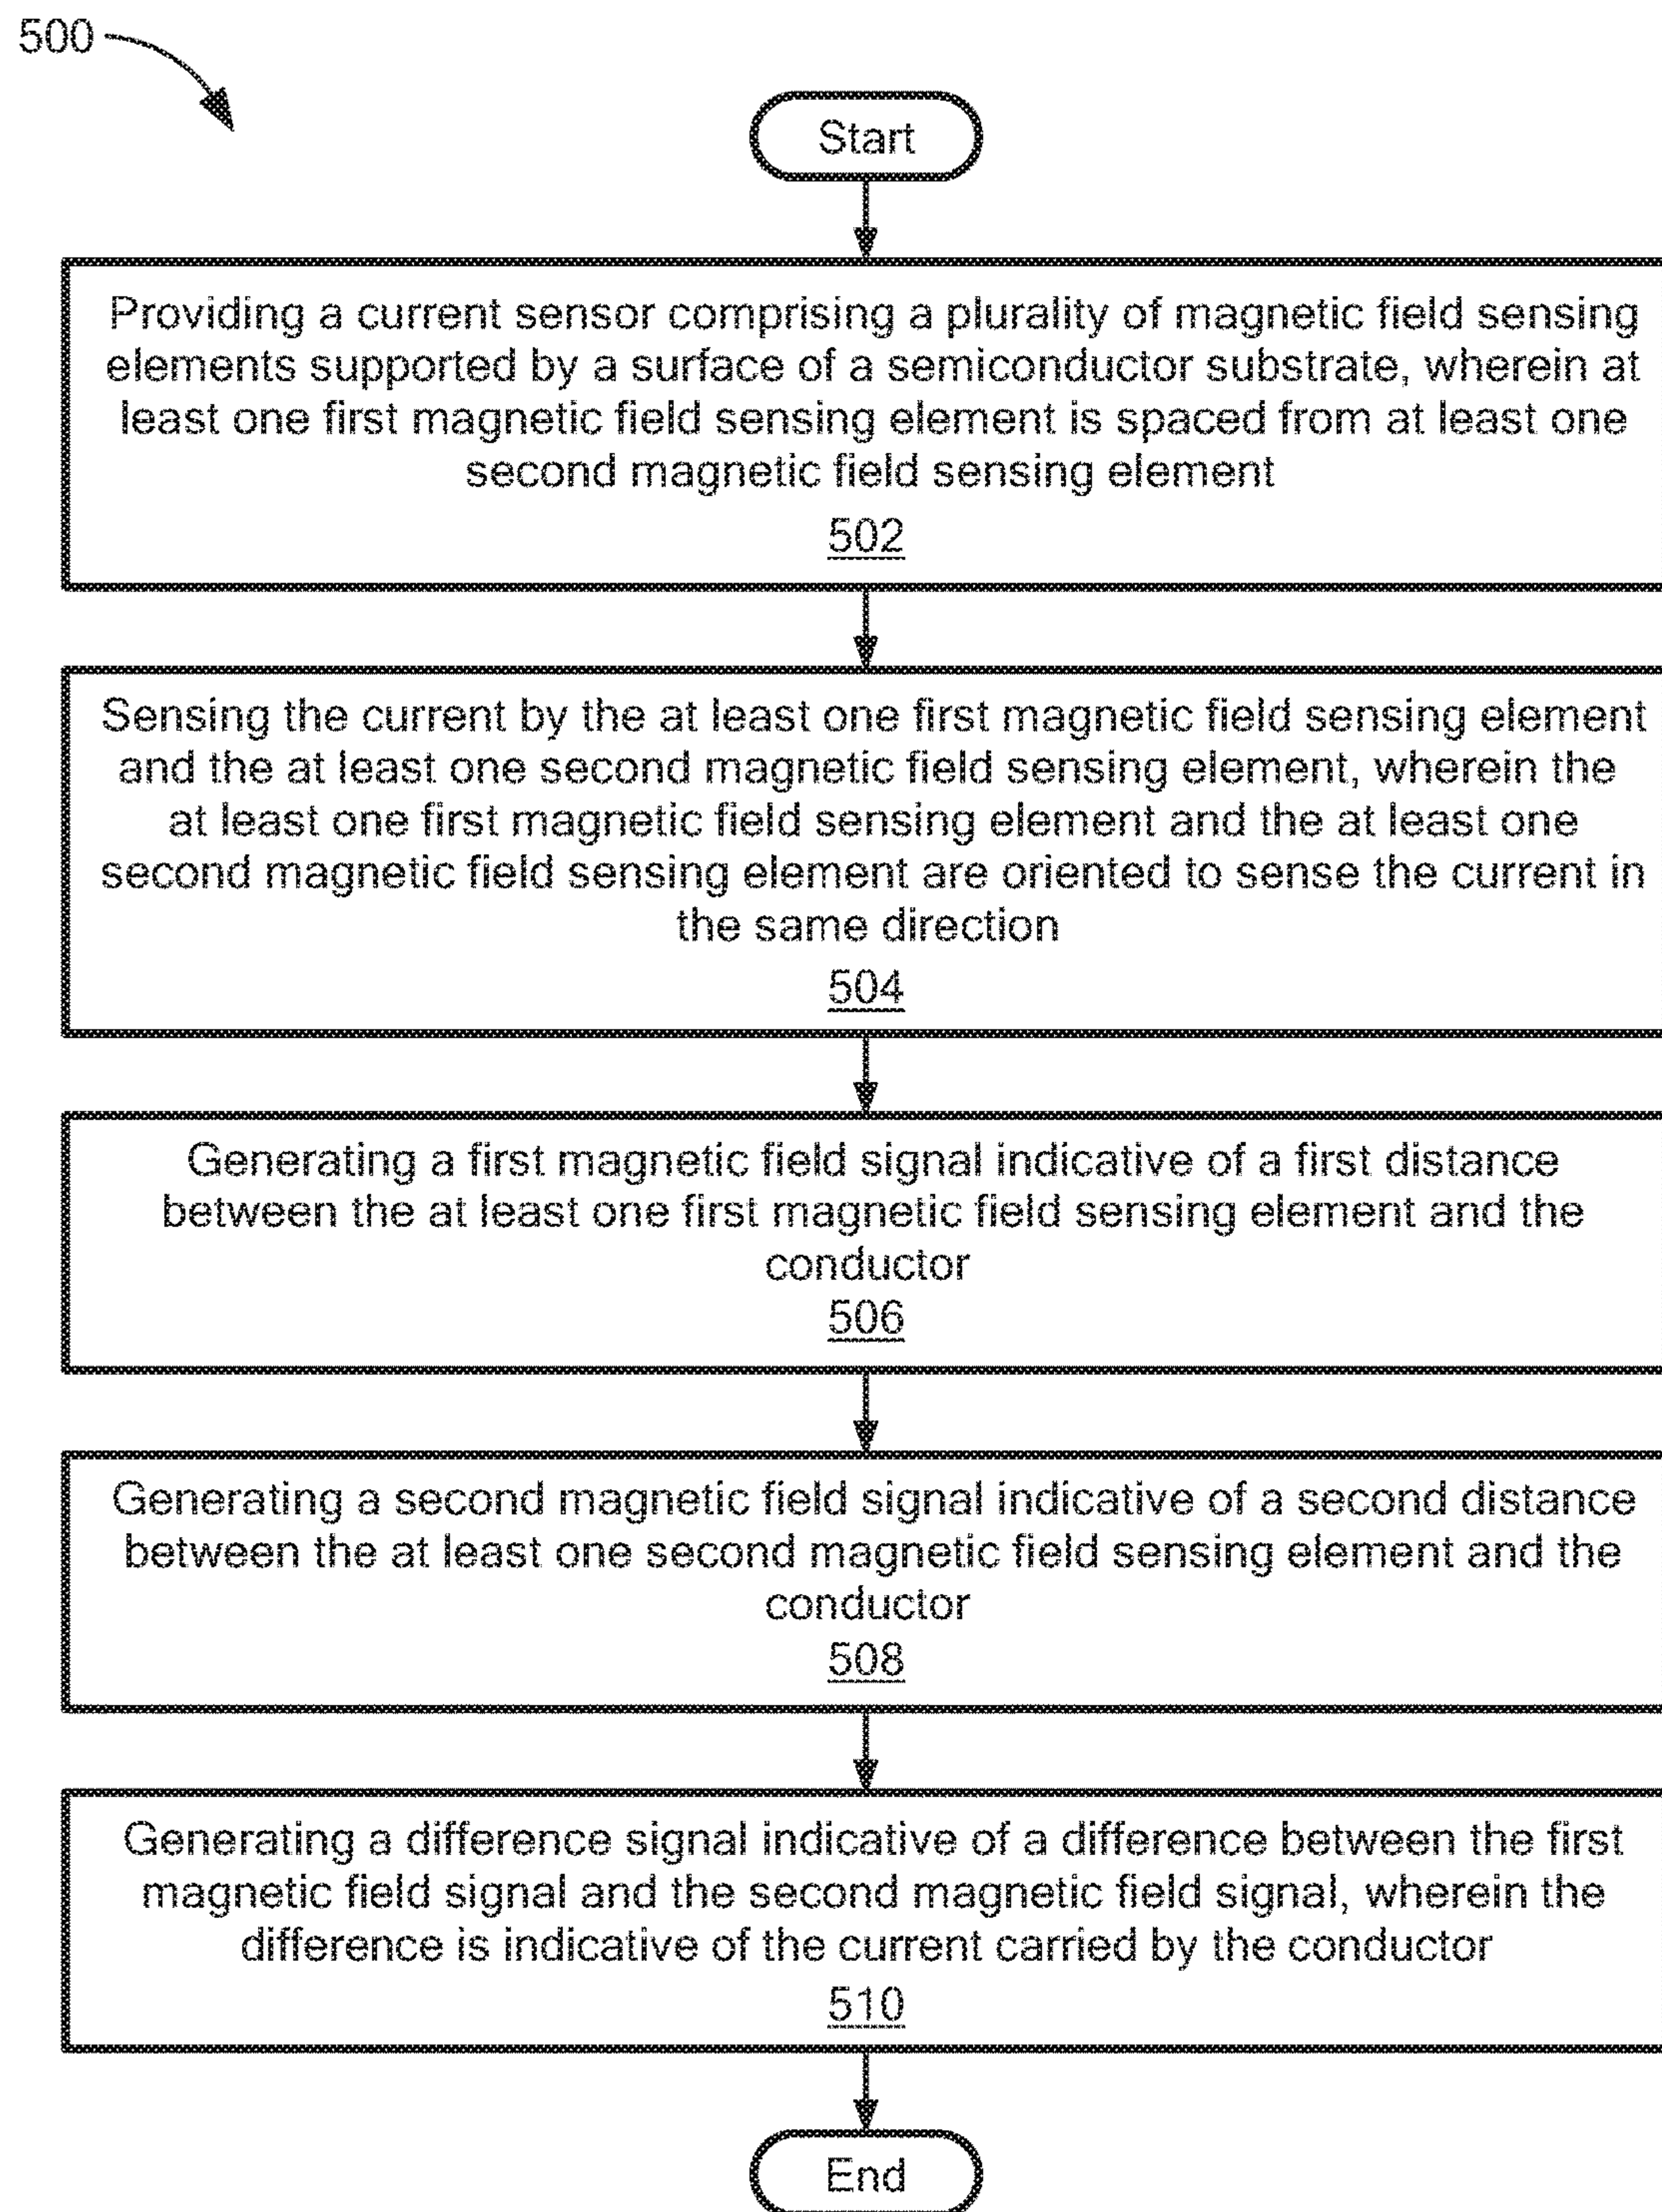 500
Start
Providing a current sensor comprising a plurality of magnetic field sensing
elements supported by a surface of a semiconductor substrate, wherein at
least one first magnetic field sensing element is spaced from at least one
second magnetic field sensing element
502
Sensing the current by the at least one first magnetic field sensing element
and the at least one second magnetic field sensing element, wherein the
at least one first magnetic field sensing element and the at least one
second magnetic field sensing element are oriented to sense the current in
the same direction
504
Generating a first magnetic field signal indicative of a first distance
between the at least one first magnetic field sensing element and the
conductor
506
Generating a second magnetic field signal indicative of a second distance
between the at least one second magnetic field sensing element and the
conductor
508
Generating a difference signal indicative of a difference between the first
magnetic field signal and the second magnetic field signal, wherein the
difference is indicative of the current carried by the conductor
510
End